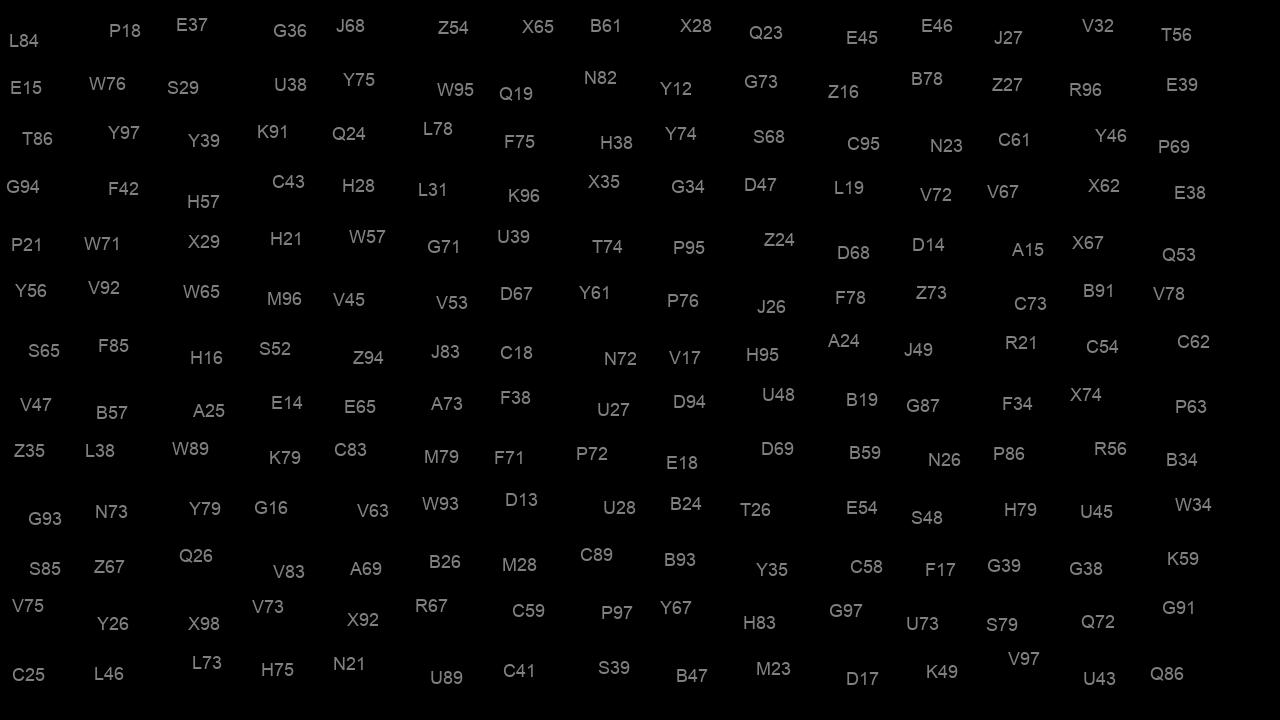 L84 P18 E37 G36 J68 Z54 X65 B61 X28 Q23 E45 E46 J27 V32 T56
E15 W76 S29 U38 Y75 W95 Q19 N82 Y12 G73 Z16 B78 Z27 R96 E39
T86 Y97 Y39 K91 Q24 L78 F75 H38 Y74 S68 C95 N23 C61 Y46 P69
G94 F42 H57 C43 H28 L31 K96 X35 G34 D47 L19 V72 V67 X62 E38
P21 W71 X29 H21 W57 G71 U39 T74 P95 Z24 D68 D14 A15 X67 Q53
Y56 V92 W65 M96 V45 V53 D67 Y61 P76 J26 F78 Z73 C73 B91 V78
S65 F85 H16 S52 Z94 J83 C18 N72 V17 H95 A24 J49 R21 C54 C62
V47 B57 A25 E14 E65 A73 F38 U27 D94 U48 B19 G87 F34 X74 P63
Z35 L38 W89 K79 C83 M79 F71 P72 E18 D69 B59 N26 P86 R56 B34
G93 N73 Y79 G16 V63 W93 D13 U28 B24 T26 E54 S48 H79 U45 W34
S85 Z67 Q26 V83 A69 B26 M28 C89 B93 Y35 C58 F17 G39 G38 K59
V75 Y26 X98 V73 X92 R67 C59 P97 Y67 H83 G97 U73 S79 Q72 G91
C25 L46 L73 H75 N21 U89 C41 S39 B47 M23 D17 K49 V97 U43 Q86